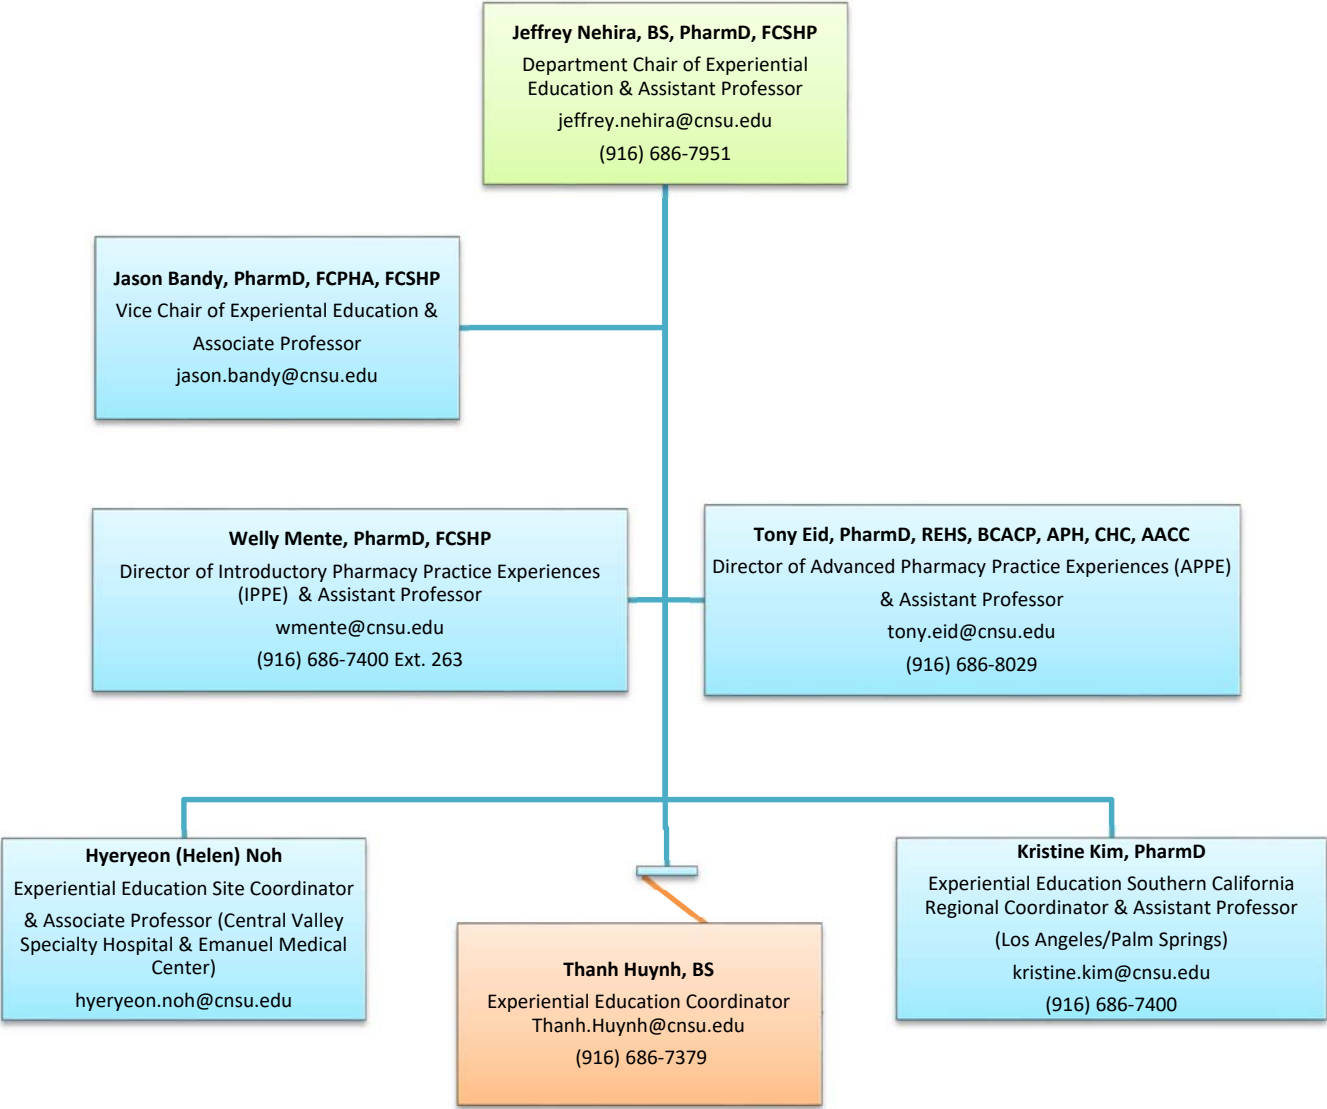 Jeffrey Nehira, BS, PharmD, FCSHP
Department Chair of Experiential
Education & Assistant Professor
jeffrey.nehira@cnsu.edu
(916) 686-7951
Jason Bandy, PharmD, FCPHA, FCSHP
Vice Chair of Experiental Education &
Associate Professor
jason.bandy@cnsu.edu
Welly Mente, PharmD, FCSHP
Director of Introductory Pharmacy Practice Experiences
(IPPE) & Assistant Professor
wmente@cnsu.edu
(916) 686-7400 Ext. 263
Tony Eid, PharmD, REHS, BCACP, APH, CHC, AACC
Director of Advanced Pharmacy Practice Experiences (APPE)
& Assistant Professor
tony.eid@cnsu.edu
(916) 686-8029
Hyeryeon (Helen) Noh
Experiential Education Site Coordinator
& Associate Professor (Central Valley
Specialty Hospital & Emanuel Medical
Center)
hyeryeon.noh@cnsu.edu
Thanh Huynh, BS
Experiential Education Coordinator
Thanh.Huynh@cnsu.edu
(916) 686-7379
Kristine Kim, PharmD
Experiential Education Southern California
Regional Coordinator & Assistant Professor
(Los Angeles/Palm Springs)
kristine.kim@cnsu.edu
(916) 686-7400